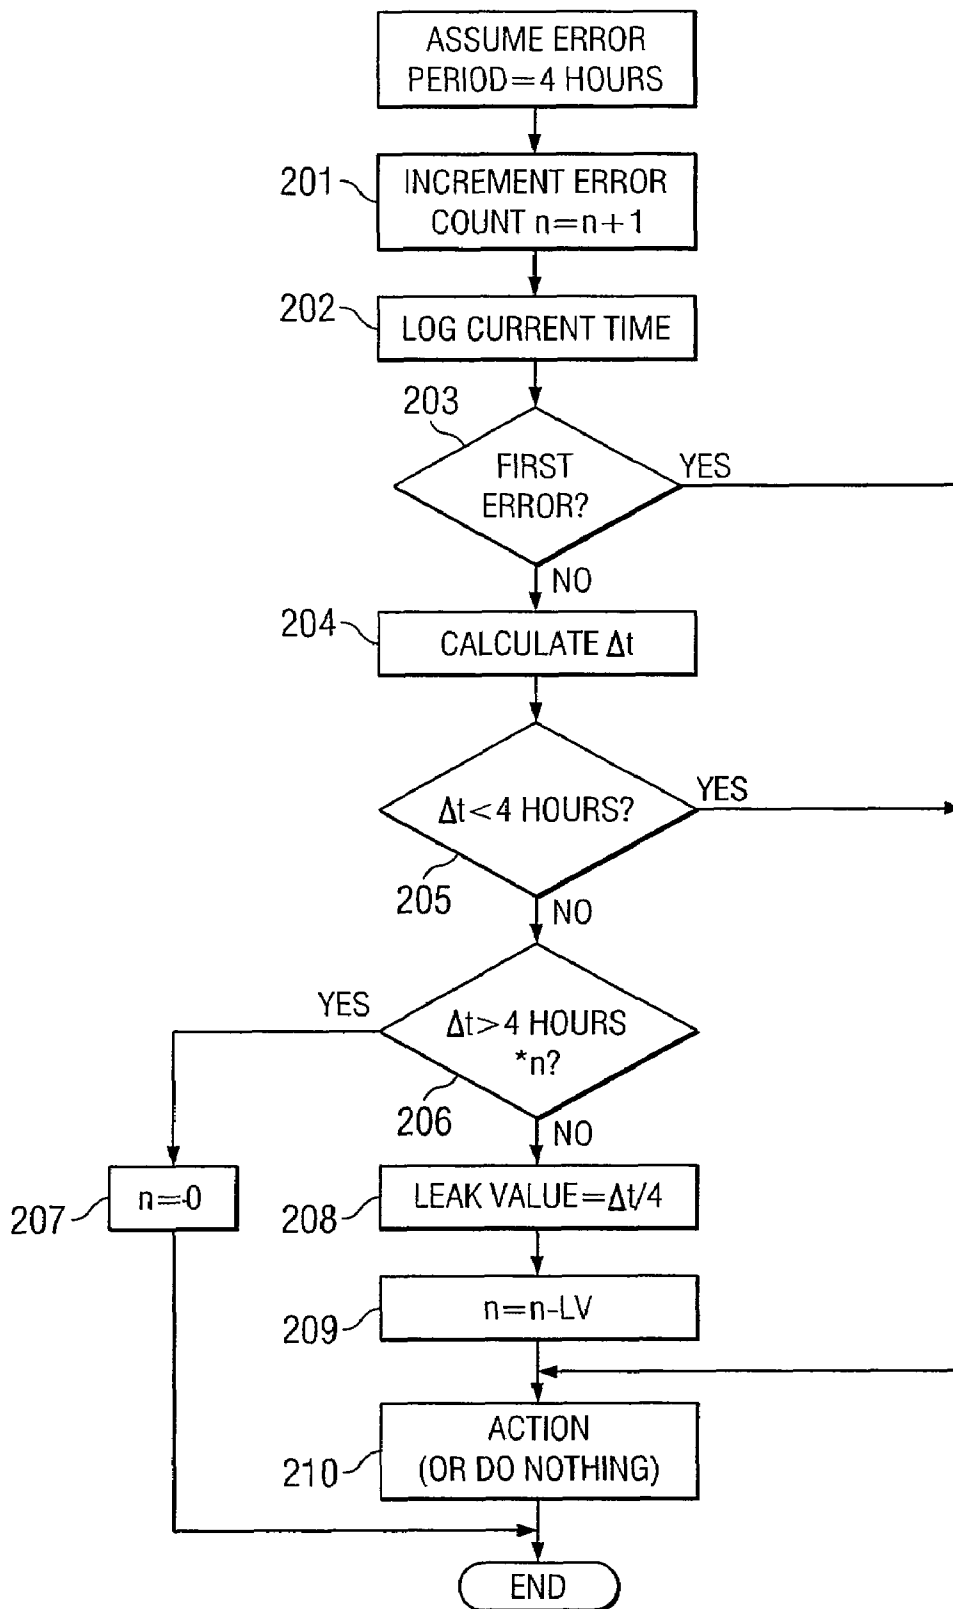 ASSUME ERROR
PERIOD=4 HOURS
201
INCREMENT ERROR
COUNT n=n+1
202
LOG CURRENT TIME
203
FIRST
ERROR?
YES
NO
204
CALCULATE Δt
Δt<4 HOURS?
YES
205
NO
YES
Δt>4 HOURS
*n?
206
NO
207
n=0
208
LEAK VALUE=Δt/4
209
n=n-LV
210
ACTION
(OR DO NOTHING)
END